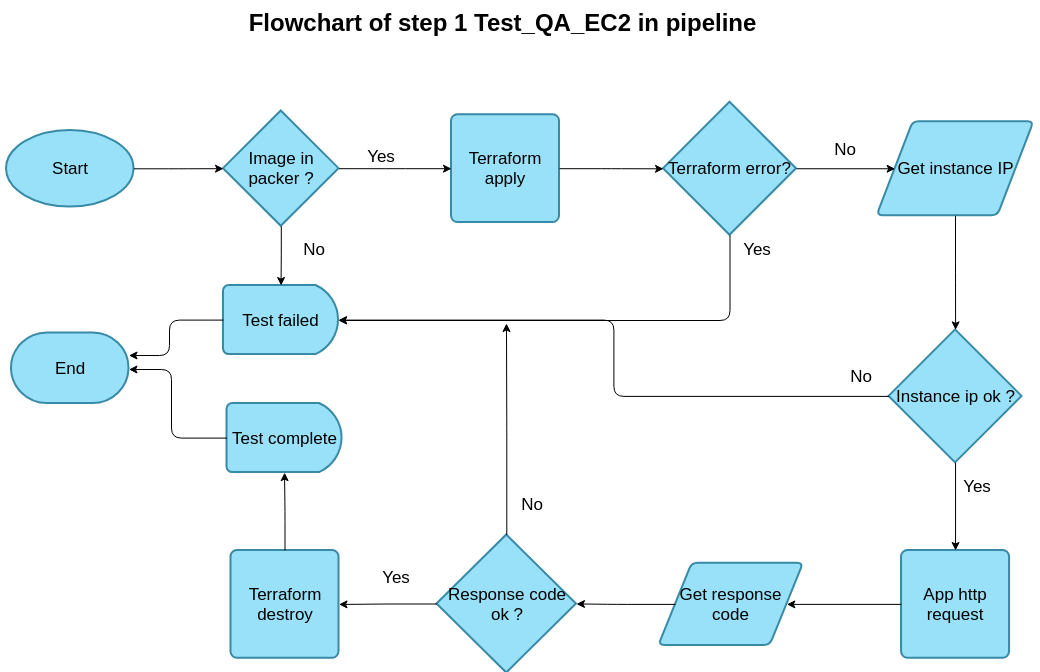 Flowchart of step 1 Test_QA_EC2 in pipeline
Start
Image in
packer ?
Yes
Terraform
apply
Terraform error?
No
Get instance IP
No
Yes
Test failed
End
No
Instance ip ok ?
Test complete
Yes
No
Terraform
destroy
Yes
Response code
ok ?
Get response
code
App http
request